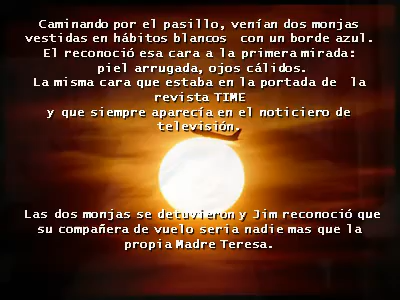 Caminando por el pasillo, venían dos monjas
vestidas en hábitos blancos con un borde azul.
El reconoció esa cara a la primera mirada:
piel arrugada, ojos cálidos.
La misma cara que estaba en la portada de la
revista TIME
y que siempre aparecía en el noticiero de
televisión.
Las dos monjas se detuvieron y Jim reconoció que
su compañera de vuelo seria nadie mas que la
propia Madre Teresa.